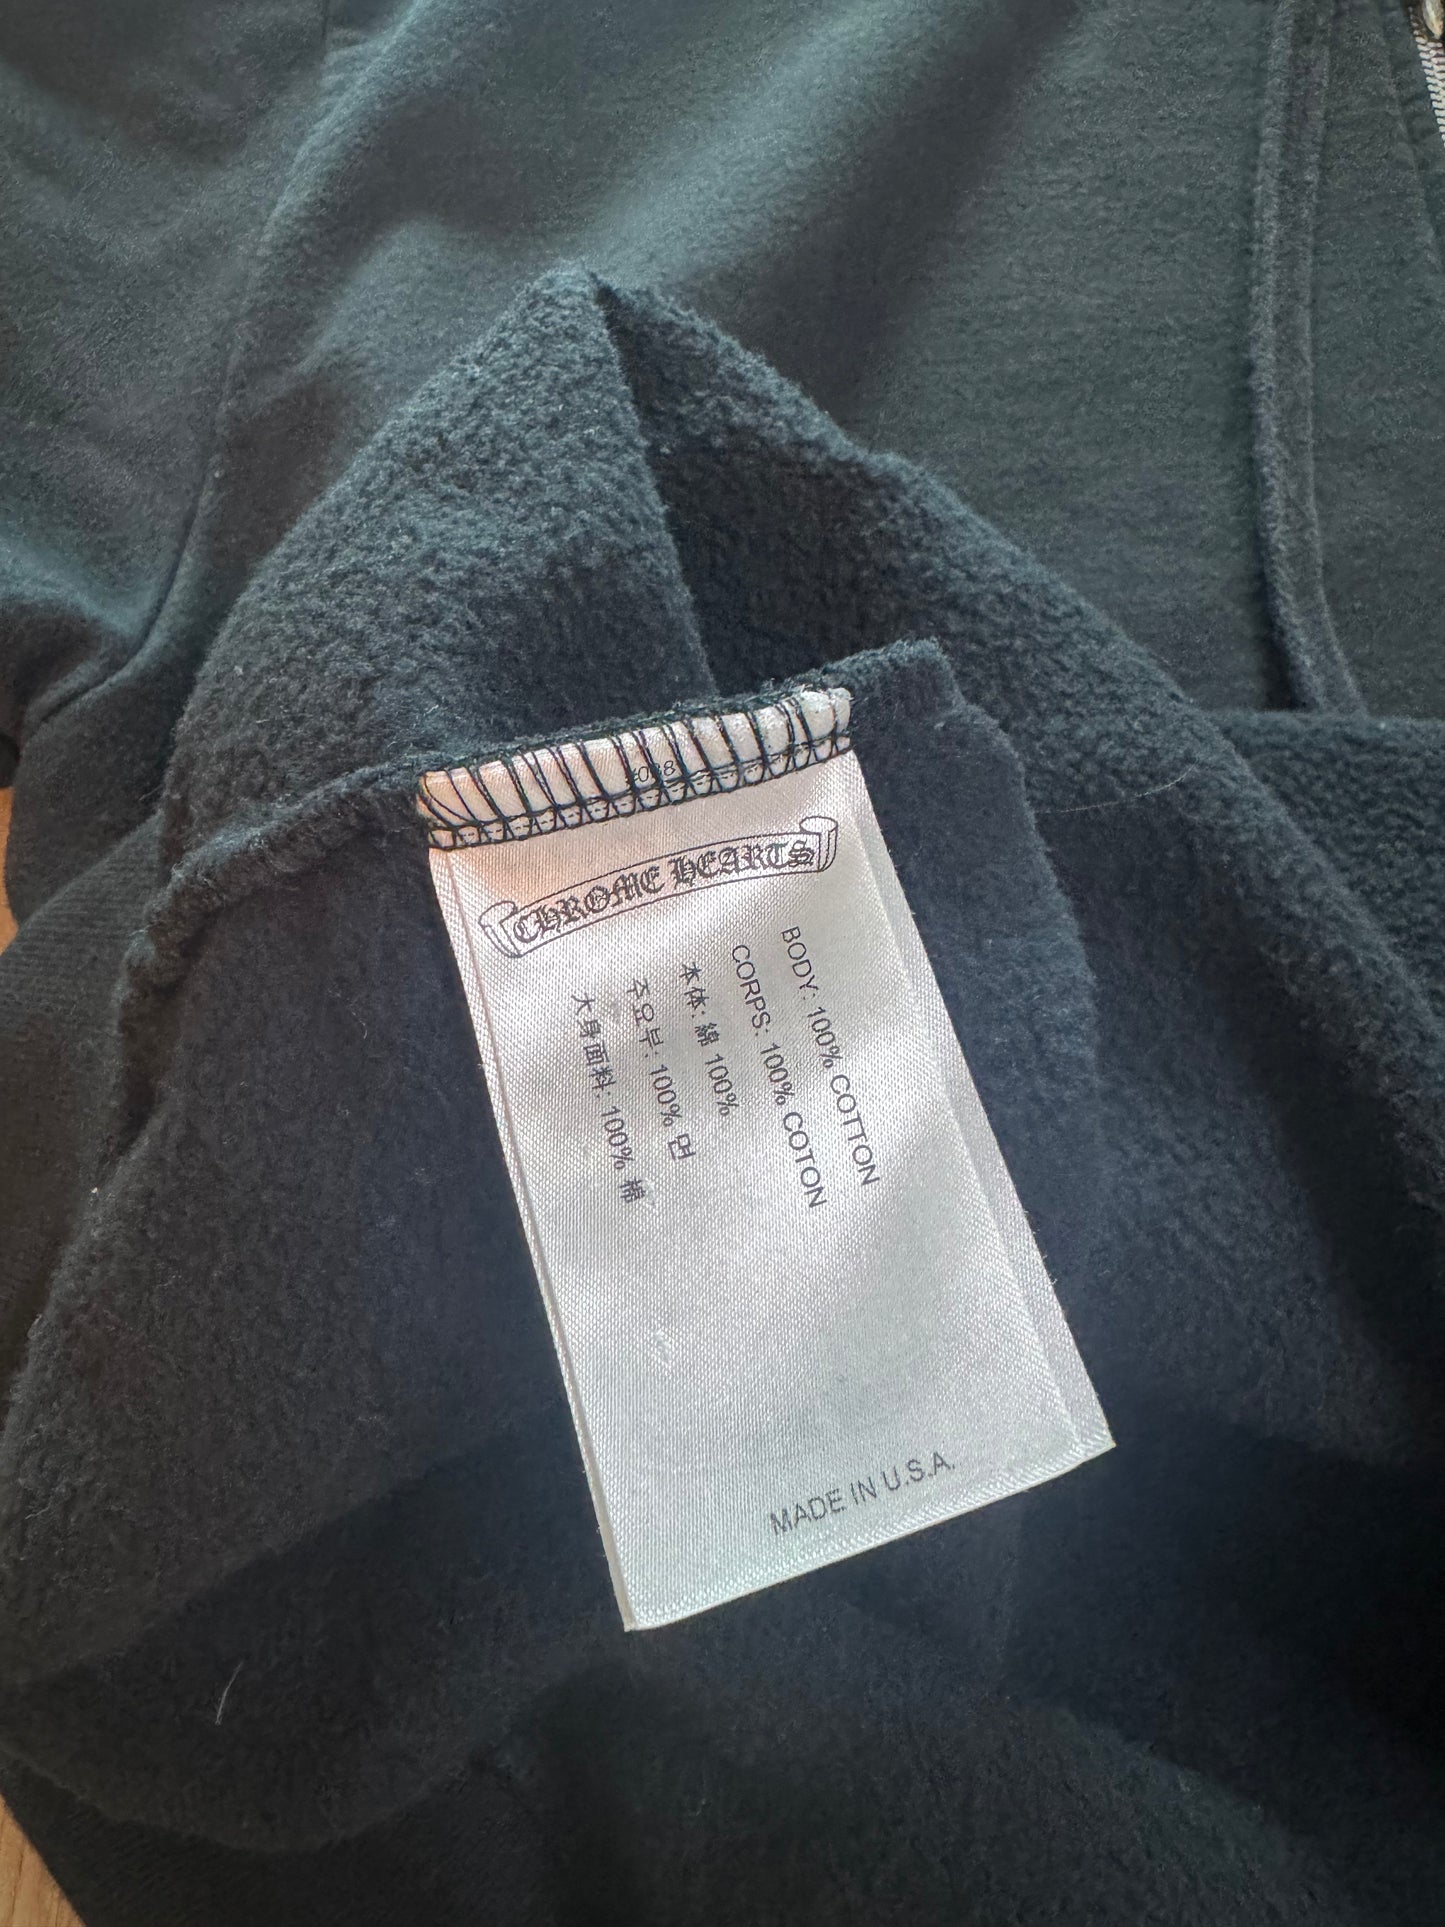 CHROME HEARTS
BODY: 100% COTTON
CORPS: 100% COTON
本体: 綿 100%
주요부: 100% 면
大身面料: 100% 棉
MADE IN U.S.A.